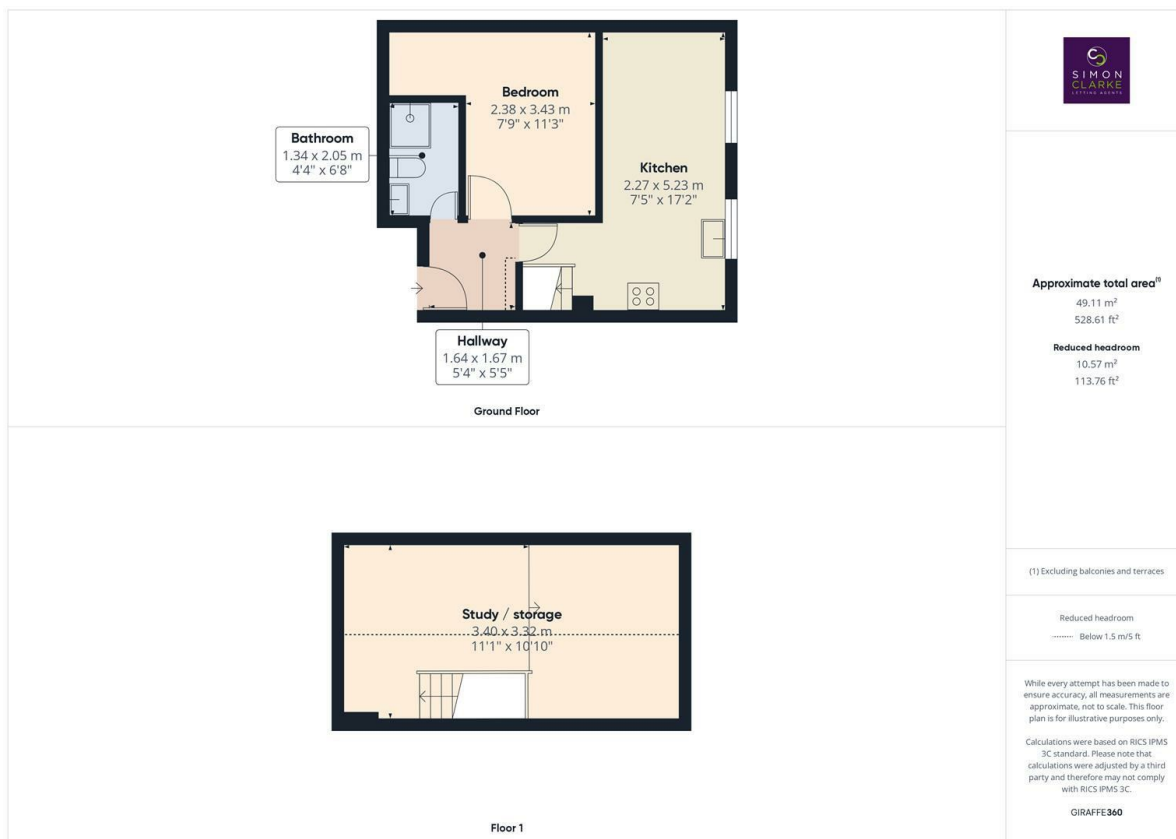 Bedroom
2.38 x 3.43 m
7'9" x 11'3"
Bathroom
1.34 x 2.05 m
4'4" x 6'8"
Kitchen
2.27 x 5.23 m
7'5" x 17'2"
Hallway
1.64 x 1.67 m
5'4" x 5'5"
Ground Floor
Study / storage
3.40 x 3.32 m
11'1" x 10'10"
Floor 1
SIMON
CLARKE
LETTING AGENTS
Approximate total area(1)
49.11 m²
528.61 ft²
Reduced headroom
10.57 m²
113.76 ft²
(1) Excluding balconies and terraces
Reduced headroom
Below 1.5 m/5 ft
While every attempt has been made to
ensure accuracy, all measurements are
approximate, not to scale. This floor
plan is for illustrative purposes only.
Calculations were based on RICS IPMS
3C standard. Please note that
calculations were adjusted by a third
party and therefore may not comply
with RICS IPMS 3C.
GIRAFFE360